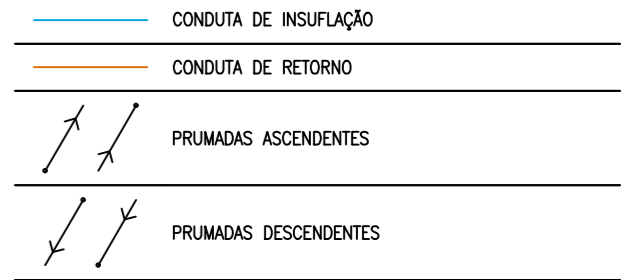 CONDUTA DE INSUFLAÇÃO
CONDUTA DE RETORNO
PRUMADAS ASCENDENTES
PRUMADAS DESCENDENTES